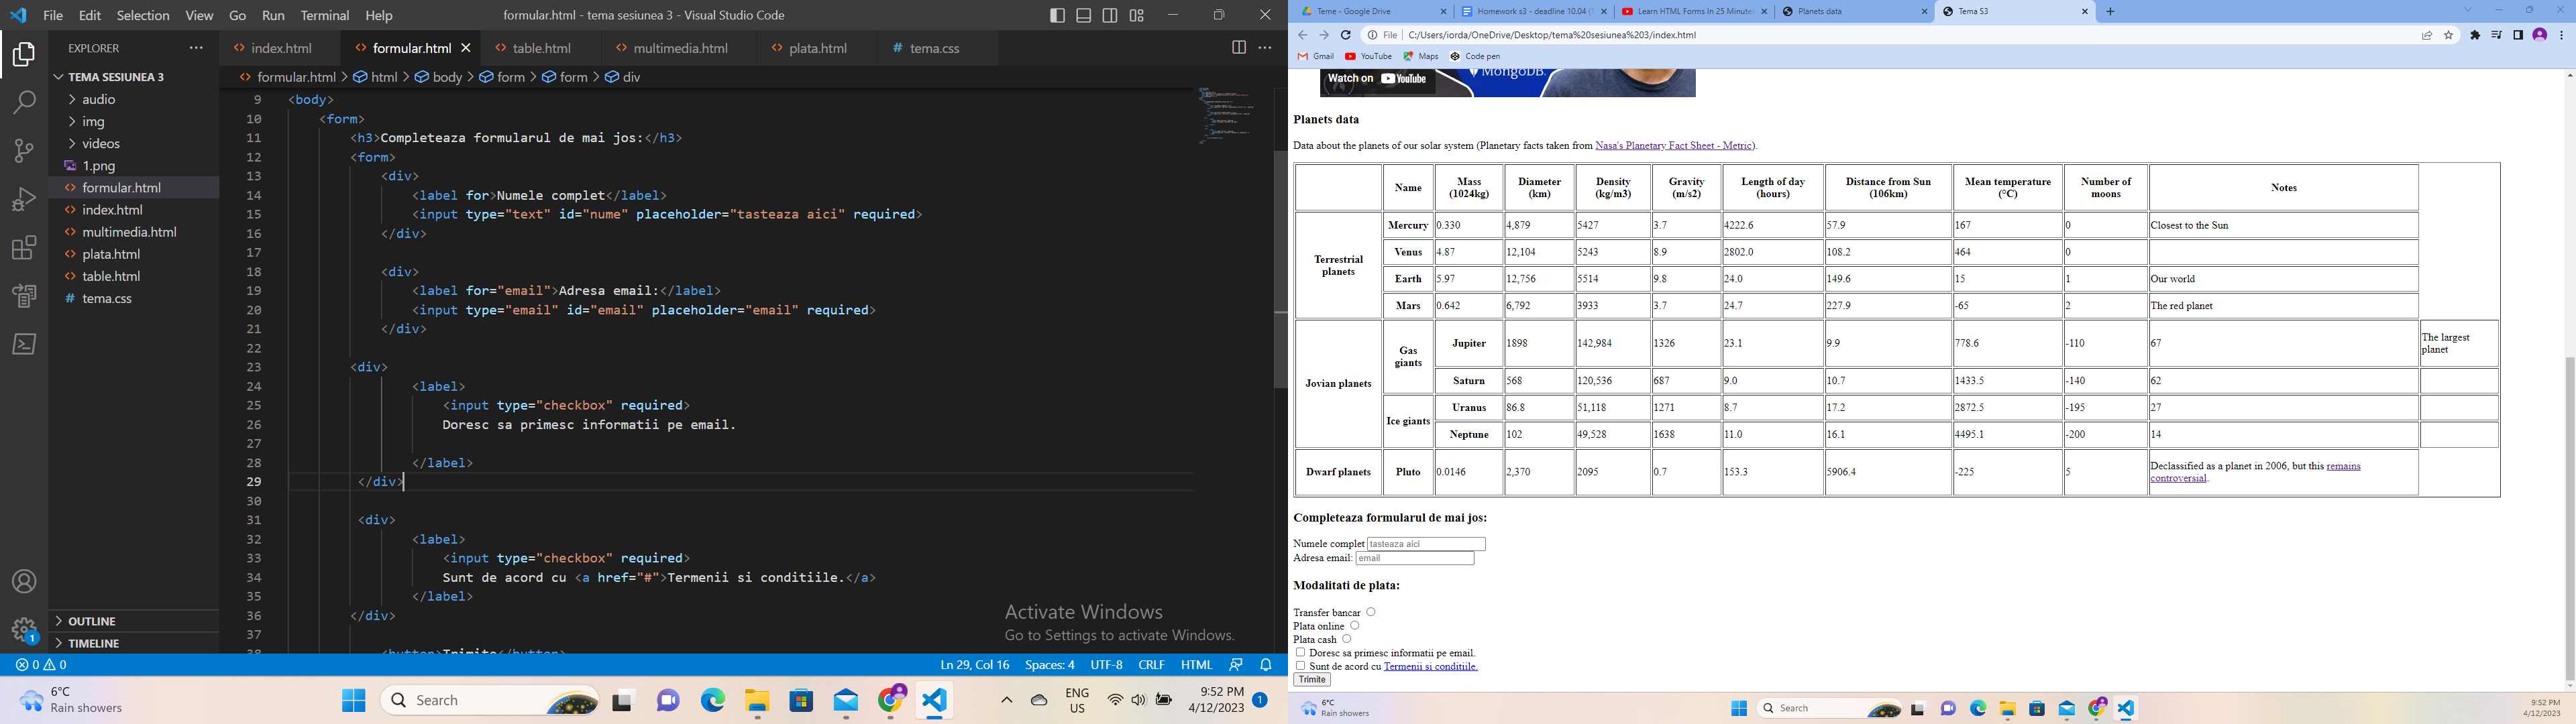 File Edit Selection View Go Run Terminal Help
formular.html - tema sesiunea 3 - Visual Studio Code
EXPLORER
TEMA SESIUNEA 3
audio
img
videos
1.png
formular.html
index.html
multimedia.html
plata.html
table.html
tema.css
OUTLINE
TIMELINE
index.html formular.html table.html multimedia.html plata.html tema.css
formular.html > html > body > form > form > div
9 <body>
10 <form>
11 <h3>Completeaza formularul de mai jos:</h3>
12 <form>
13 <div>
14 <label for>Numele complet</label>
15 <input type="text" id="nume" placeholder="tasteaza aici" required>
16 </div>
17
18 <div>
19 <label for="email">Adresa email:</label>
20 <input type="email" id="email" placeholder="email" required>
21 </div>
22
23 <div>
24 <label>
25 <input type="checkbox" required>
26 Doresc sa primesc informatii pe email.
27
28 </label>
29 </div>
30
31 <div>
32 <label>
33 <input type="checkbox" required>
34 Sunt de acord cu <a href="#">Termenii si conditiile.</a>
35 </label>
36 </div>
37
38 <button>Trimite</button>
Activate Windows
Go to Settings to activate Windows.
1
0 0
Ln 29, Col 16 Spaces: 4 UTF-8 CRLF HTML
6°C
Rain showers
Search
ENG
US
9:52 PM
4/12/2023
1
Teme - Google Drive
Homework s3 - deadline 10.04 (
Learn HTML Forms In 25 Minute
Planets data
Tema S3
File C:/Users/iorda/OneDrive/Desktop/tema%20sesiunea%203/index.html
Gmail YouTube Maps Code pen
Watch on YouTube
MongoDB.
Planets data
Data about the planets of our solar system (Planetary facts taken from Nasa's Planetary Fact Sheet - Metric).
Name Mass (1024kg) Diameter (km) Density (kg/m3) Gravity (m/s2) Length of day (hours) Distance from Sun (106km) Mean temperature (°C) Number of moons Notes
Terrestrial planets
Mercury 0.330 4,879 5427 3.7 4222.6 57.9 167 0 Closest to the Sun
Venus 4.87 12,104 5243 8.9 2802.0 108.2 464 0
Earth 5.97 12,756 5514 9.8 24.0 149.6 15 1 Our world
Mars 0.642 6,792 3933 3.7 24.7 227.9 -65 2 The red planet
Jovian planets
Gas giants
Jupiter 1898 142,984 1326 23.1 9.9 778.6 -110 67 The largest planet
Saturn 568 120,536 687 9.0 10.7 1433.5 -140 62
Ice giants
Uranus 86.8 51,118 1271 8.7 17.2 2872.5 -195 27
Neptune 102 49,528 1638 11.0 16.1 4495.1 -200 14
Dwarf planets Pluto 0.0146 2,370 2095 0.7 153.3 5906.4 -225 5 Declassified as a planet in 2006, but this remains controversial.
Completeaza formularul de mai jos:
Numele complet tasteaza aici
Adresa email: email
Modalitati de plata:
Transfer bancar
Plata online
Plata cash
Doresc sa primesc informatii pe email.
Sunt de acord cu Termenii si conditiile.
Trimite
6°C
Rain showers
Search
9:52 PM
4/12/2023